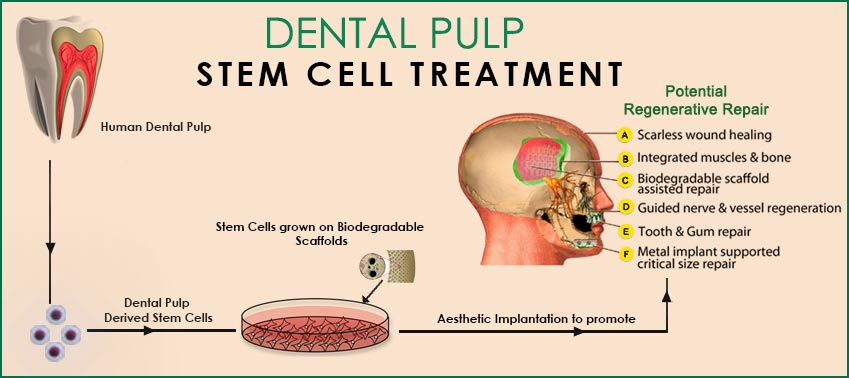 DENTAL PULP
STEM CELL TREATMENT
Human Dental Pulp
Dental Pulp
Derived Stem Cells
Stem Cells grown on Biodegradable
Scaffolds
Aesthetic Implantation to promote
Potential
Regenerative Repair
A Scarless wound healing
B Integrated muscles & bone
C Biodegradable scaffold
assisted repair
D Guided nerve & vessel regeneration
E Tooth & Gum repair
F Metal implant supported
critical size repair